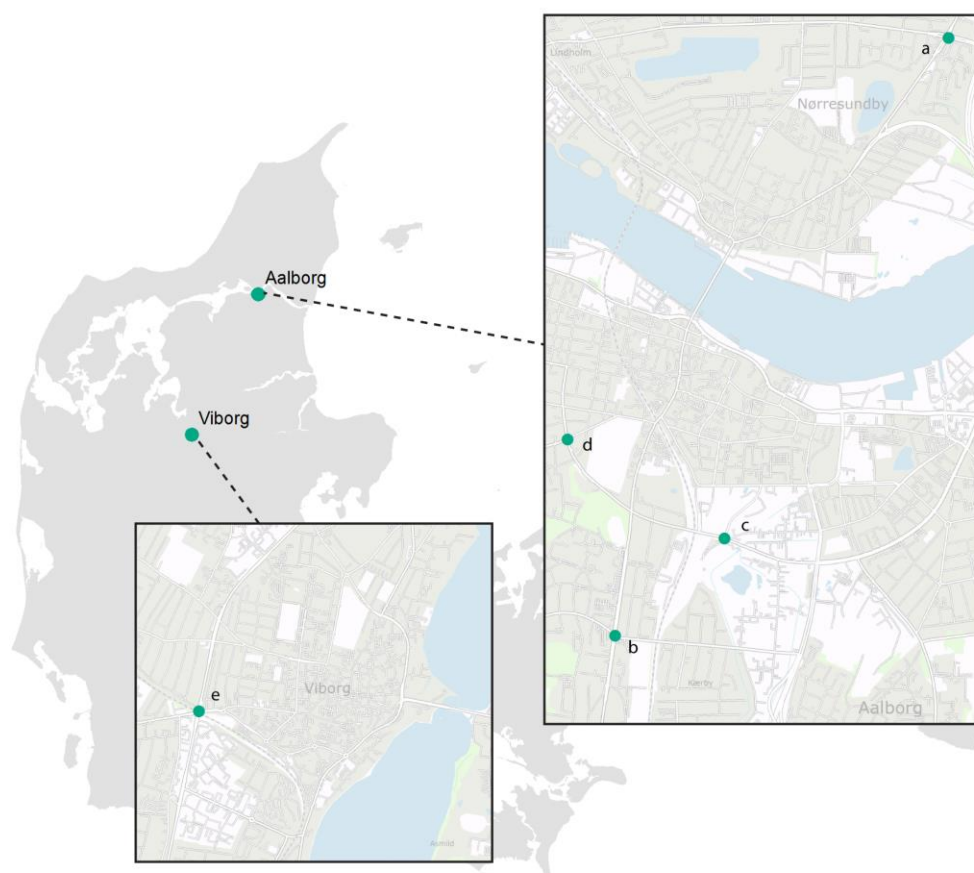 Aalborg
Viborg
Lindholm
a
Nørresundby
d
c
b
Kærby
Aalborg
e
Viborg
Asmild